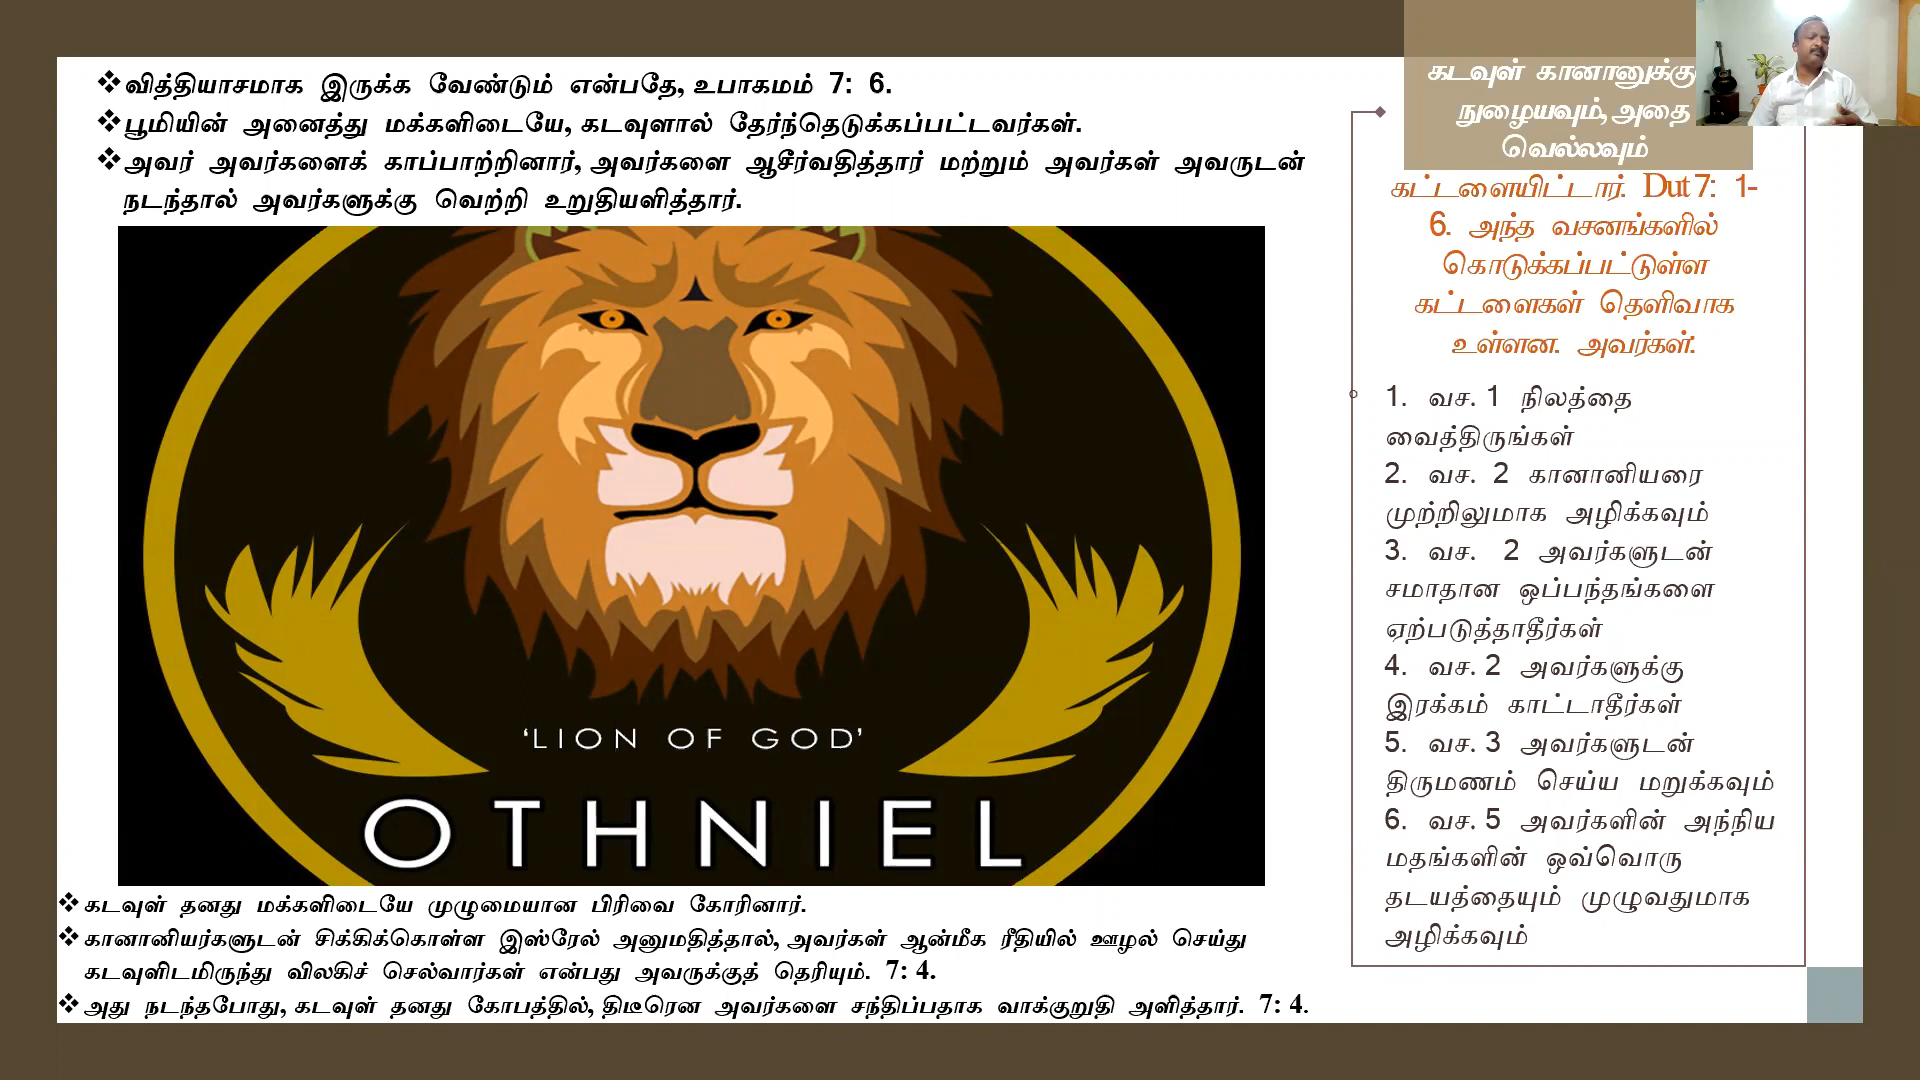 ❖வித்தியாசமாக இருக்க வேண்டும் என்பதே, உபாகமம் 7: 6.
❖பூமியின் அனைத்து மக்களிடையே, கடவுளால் தேர்ந்தெடுக்கப்பட்டவர்கள்.
❖அவர் அவர்களைக் காப்பாற்றினார், அவர்களை ஆசீர்வதித்தார் மற்றும் அவர்கள் அவருடன்
நடந்தால் அவர்களுக்கு வெற்றி உறுதியளித்தார்.
‘LION OF GOD’
OTHNIEL
❖கடவுள் தனது மக்களிடையே முழுமையான பிரிவை கோரினார்.
❖கானானியர்களுடன் சிக்கிக்கொள்ள இஸ்ரேல் அனுமதித்தால், அவர்கள் ஆன்மீக ரீதியில் ஊழல் செய்து
கடவுளிடமிருந்து விலகிச் செல்வார்கள் என்பது அவருக்குத் தெரியும். 7: 4.
❖அது நடந்தபோது, கடவுள் தனது கோபத்தில், திடீரென அவர்களை சந்திப்பதாக வாக்குறுதி அளித்தார். 7: 4.
கடவுள் கானானுக்கு
நுழையவும், அதை
வெல்லவும்
கட்டளையிட்டார். Dut 7: 1-
6. அந்த வசனங்களில்
கொடுக்கப்பட்டுள்ள
கட்டளைகள் தெளிவாக
உள்ளன. அவர்கள்:
1. வச. 1 நிலத்தை
வைத்திருங்கள்
2. வச. 2 கானானியரை
முற்றிலுமாக அழிக்கவும்
3. வச. 2 அவர்களுடன்
சமாதான ஒப்பந்தங்களை
ஏற்படுத்தாதீர்கள்
4. வச. 2 அவர்களுக்கு
இரக்கம் காட்டாதீர்கள்
5. வச. 3 அவர்களுடன்
திருமணம் செய்ய மறுக்கவும்
6. வச. 5 அவர்களின் அந்நிய
மதங்களின் ஒவ்வொரு
தடயத்தையும் முழுவதுமாக
அழிக்கவும்